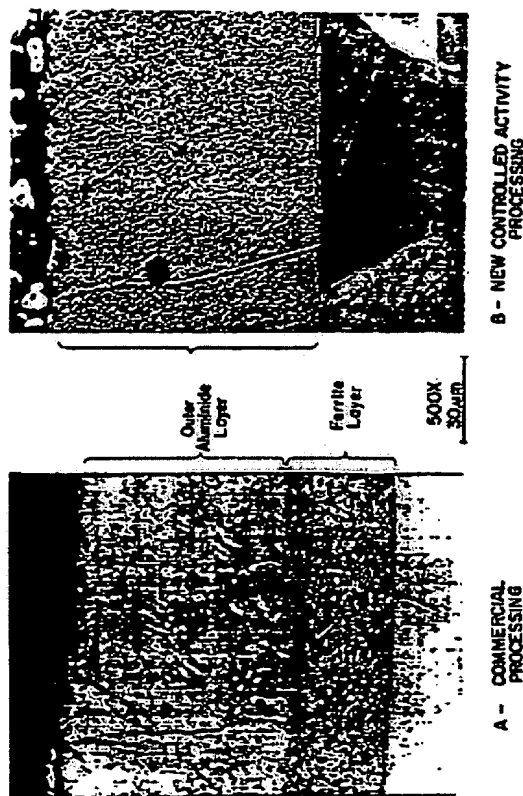 A - COMMERCIAL
PROCESSING
Outer
Aluminide
Layer
Ferrite
Layer
500X
30µm
B - NEW CONTROLLED ACTIVITY
PROCESSING